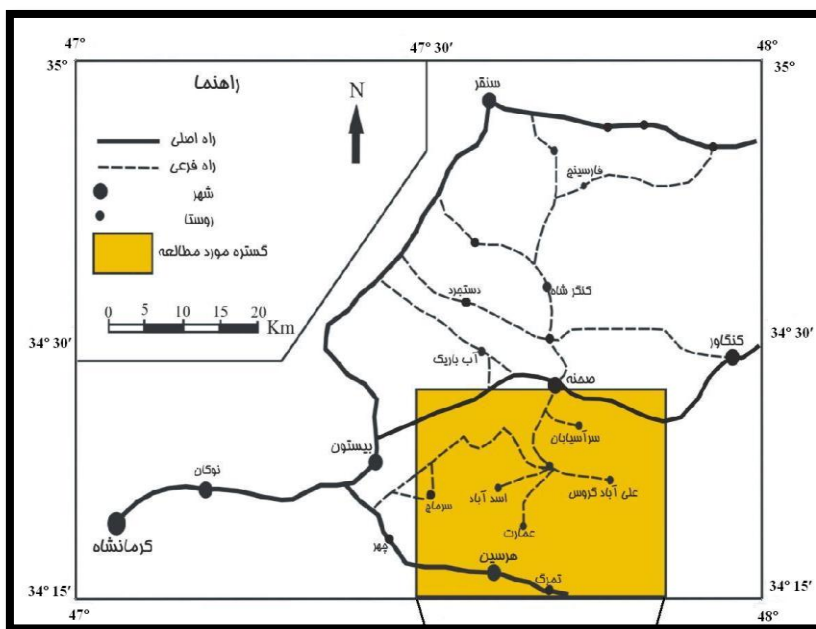 47°
47° 30′
48°
35°
35°
راهنما
راه اصلی
راه فرعی
شهر
روستا
گستره مورد مطالعه
0 5 10 15 20
Km
N
سنقر
فارسینج
کنگر شاه
دستجرد
34° 30′
34° 30′
کنگاور
آب باریک
صحنه
سرآسیابان
بیستون
نوکان
علی آباد گروس
اسد آباد
سرماج
عمارت
کرمانشاه
چهر
هرسین
تمرگ
34° 15′
34° 15′
47°
48°